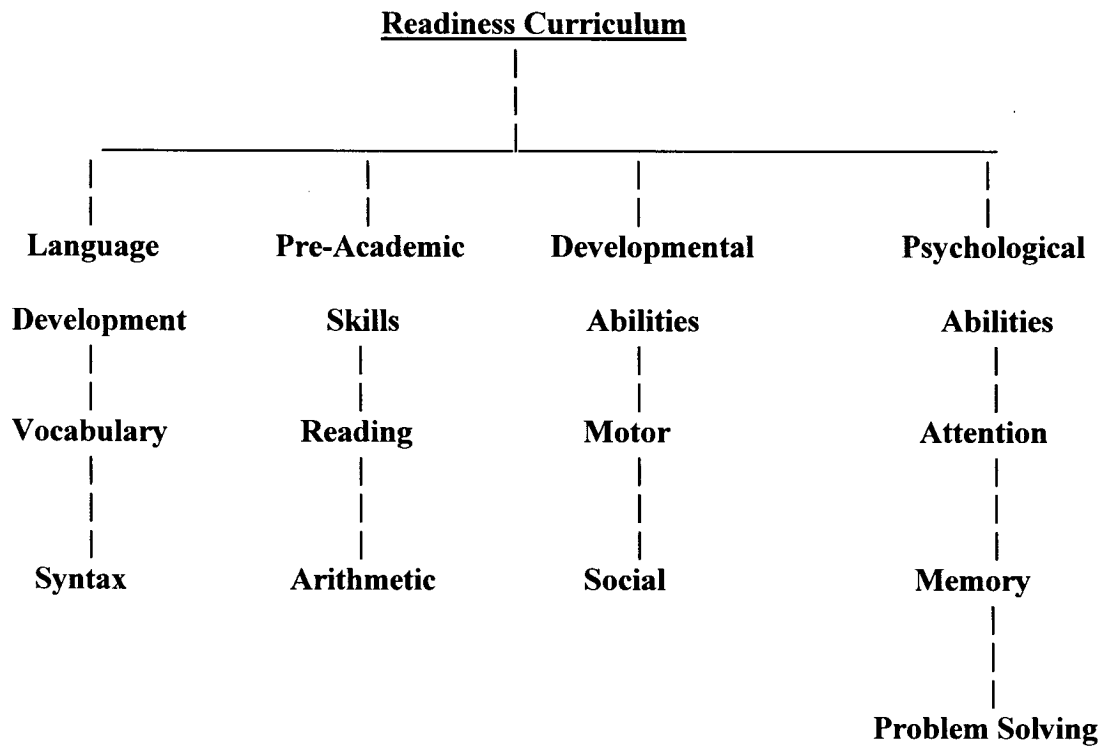 Readiness Curriculum
Language Pre-Academic Developmental Psychological
Development Skills Abilities Abilities
Vocabulary Reading Motor Attention
Syntax Arithmetic Social Memory
Problem Solving